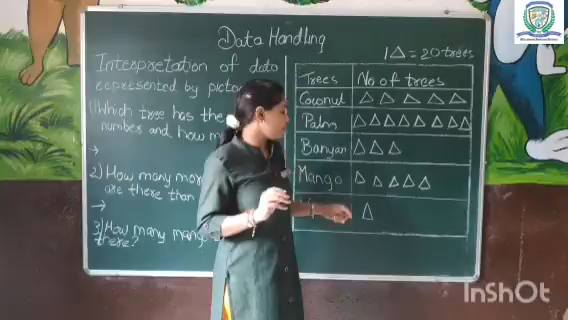 Data Handling
1△ = 20 trees
Interpretation of data
represented by picto
1) Which tree has the
number and how m
→
2) How many mor
are there than
→
3) How many mang
there?
Trees No of trees
Coconut △ △ △ △ △
Palm △ △ △ △ △ △ △ △
Banyan △ △ △
Mango △ △ △ △ △
△
InShOt